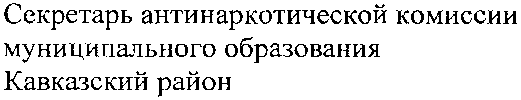 Секретарь антинаркотической комиссии
муниципального образования
Кавказский район